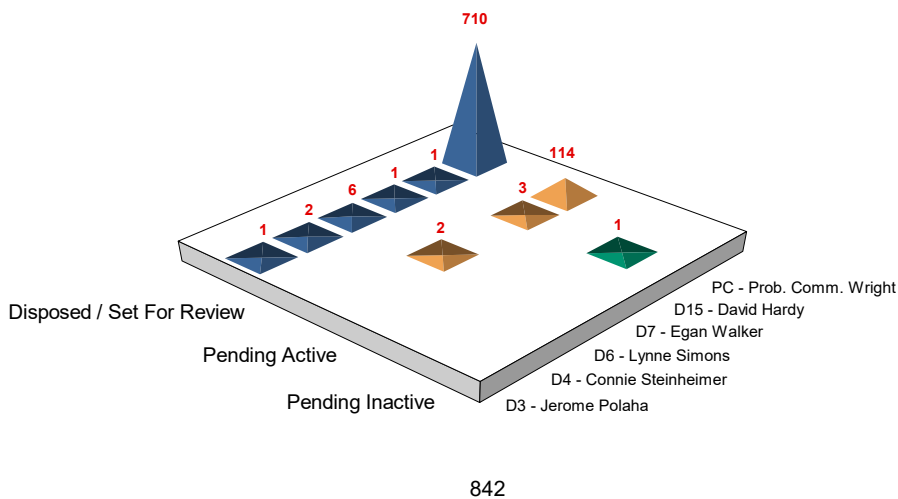 710
1
114
1
6
3
2
1
2
1
PC - Prob. Comm. Wright
D15 - David Hardy
Disposed / Set For Review
D7 - Egan Walker
Pending Active
D6 - Lynne Simons
D4 - Connie Steinheimer
Pending Inactive
D3 - Jerome Polaha
842